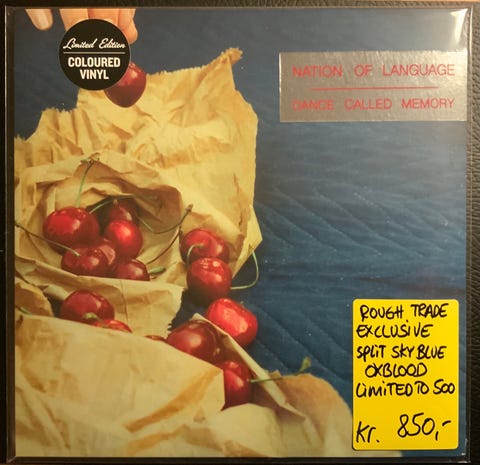 Limited Edition
COLOURED
VINYL
NATION OF LANGUAGE
DANCE CALLED MEMORY
ROUGH TRADE
EXCLUSIVE
SPLIT SKY BLUE
OXBLOOD
LIMITED TO 500
Kr. 850,-